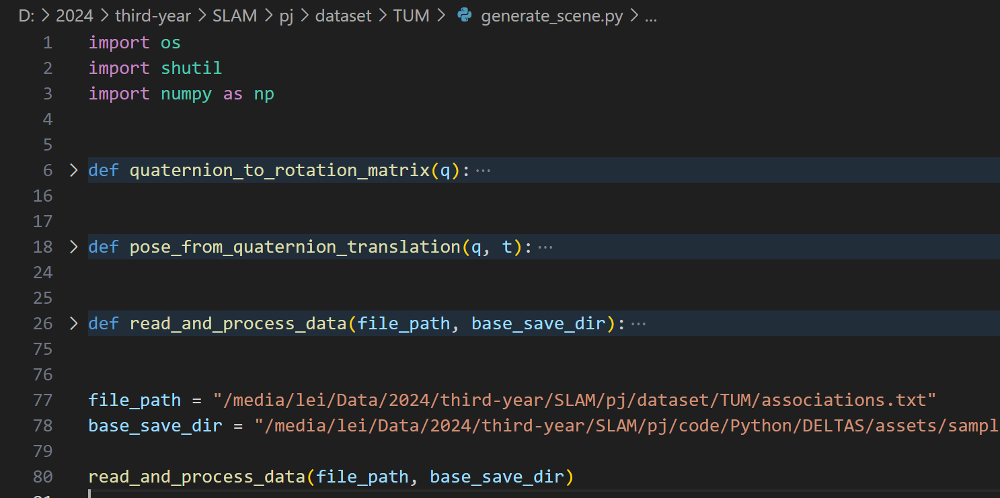 D: > 2024 > third-year > SLAM > pj > dataset > TUM > generate_scene.py > ...
1 import os
2 import shutil
3 import numpy as np
4
5
6 > def quaternion_to_rotation_matrix(q):···
16
17
18 > def pose_from_quaternion_translation(q, t):···
24
25
26 > def read_and_process_data(file_path, base_save_dir):···
75
76
77 file_path = "/media/lei/Data/2024/third-year/SLAM/pj/dataset/TUM/associations.txt"
78 base_save_dir = "/media/lei/Data/2024/third-year/SLAM/pj/code/Python/DELTAS/assets/sampl
79
80 read_and_process_data(file_path, base_save_dir)